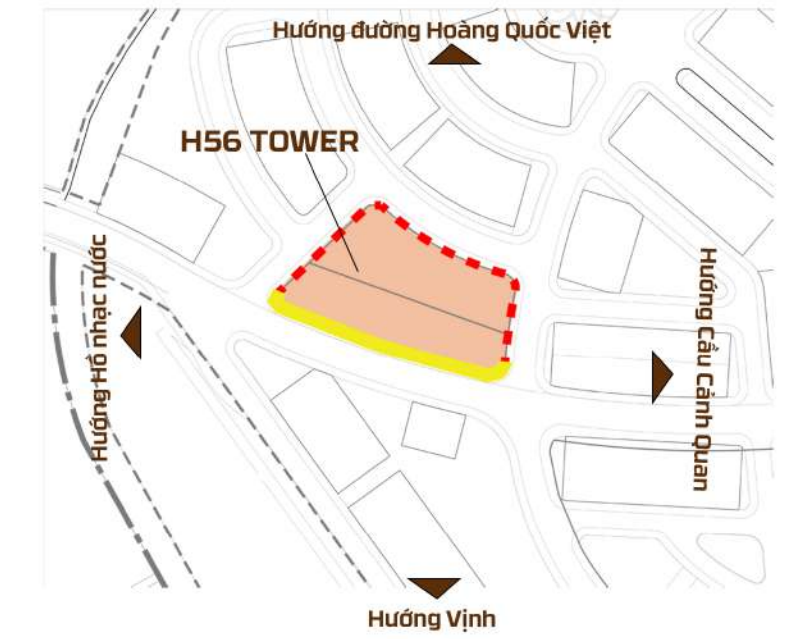 Hướng đường Hoàng Quốc Việt
H56 TOWER
Hướng Hồ nhạc nước
Hướng Cầu Cảnh Quan
Hướng Vịnh